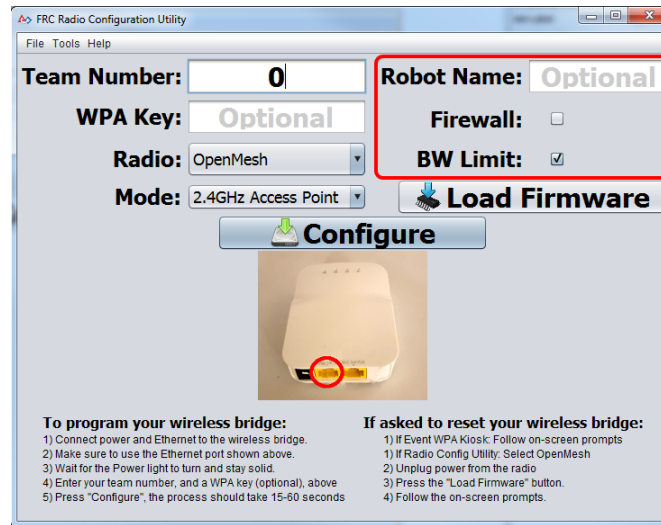 FRC Radio Configuration Utility
File Tools Help
Team Number: 0
Robot Name: Optional
WPA Key: Optional
Firewall:
Radio: OpenMesh
BW Limit:
Mode: 2.4GHz Access Point
Load Firmware
Configure
To program your wireless bridge:
1) Connect power and Ethernet to the wireless bridge.
2) Make sure to use the Ethernet port shown above.
3) Wait for the Power light to turn and stay solid.
4) Enter your team number, and a WPA key (optional), above
5) Press "Configure", the process should take 15-60 seconds
If asked to reset your wireless bridge:
1) If Event WPA Kiosk: Follow on-screen prompts
1) If Radio Config Utility: Select OpenMesh
2) Unplug power from the radio
3) Press the "Load Firmware" button.
4) Follow the on-screen prompts.